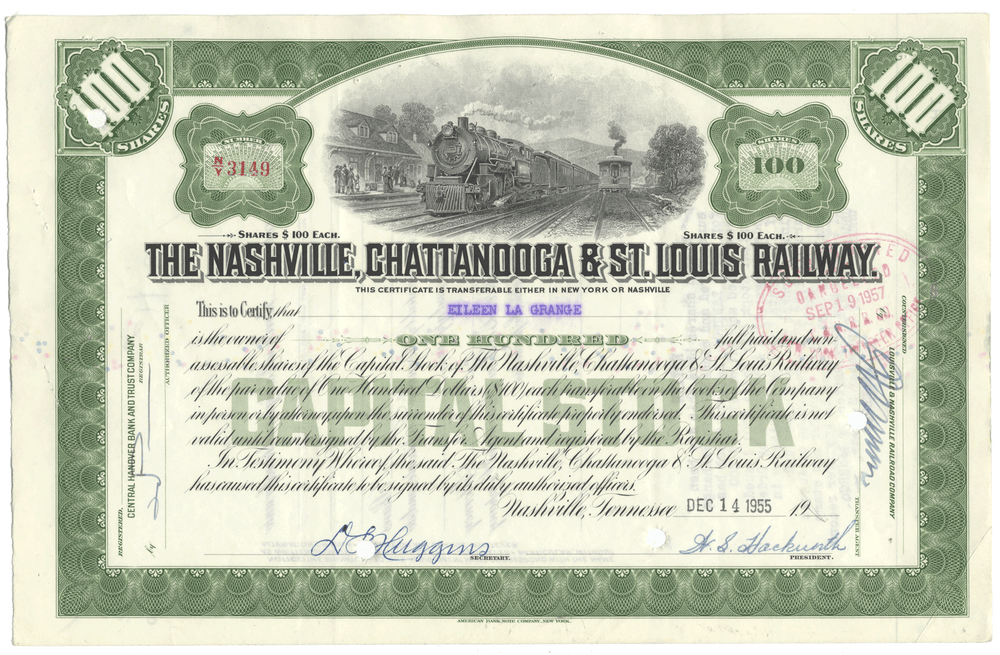 100
SHARES
100
SHARES
NUMBER
N/Y 3149
SHARES
100
SHARES $100 EACH.
SHARES $100 EACH.
THE NASHVILLE, CHATTANOOGA & ST. LOUIS RAILWAY.
THIS CERTIFICATE IS TRANSFERABLE EITHER IN NEW YORK OR NASHVILLE
This is to Certify, that EILEEN LA GRANGE
is the owner of ONE HUNDRED full paid and non-
assessable shares of the Capital Stock of The Nashville, Chattanooga & St. Louis Railway
of the par value of One Hundred Dollars, $100, each transferable on the books of the Company
in person or by attorney, upon the surrender of this certificate properly endorsed. This certificate is not
valid until countersigned by the Transfer Agent and registered by the Registrar.
In Testimony Whereof, the said, The Nashville, Chattanooga & St. Louis Railway
has caused this certificate to be signed by its duly authorized officers.
CAPITAL STOCK
Nashville, Tennessee DEC 14 1955 19
D E Huggins
SECRETARY.
W. S. Hackworth
PRESIDENT.
REGISTERED.
CENTRAL HANOVER BANK AND TRUST COMPANY
REGISTRAR
by
AUTHORIZED OFFICER
COUNTERSIGNED
LOUISVILLE & NASHVILLE RAILROAD COMPANY
TRANSFER AGENT
By
SEP 19 1957
AMERICAN BANK NOTE COMPANY, NEW YORK.